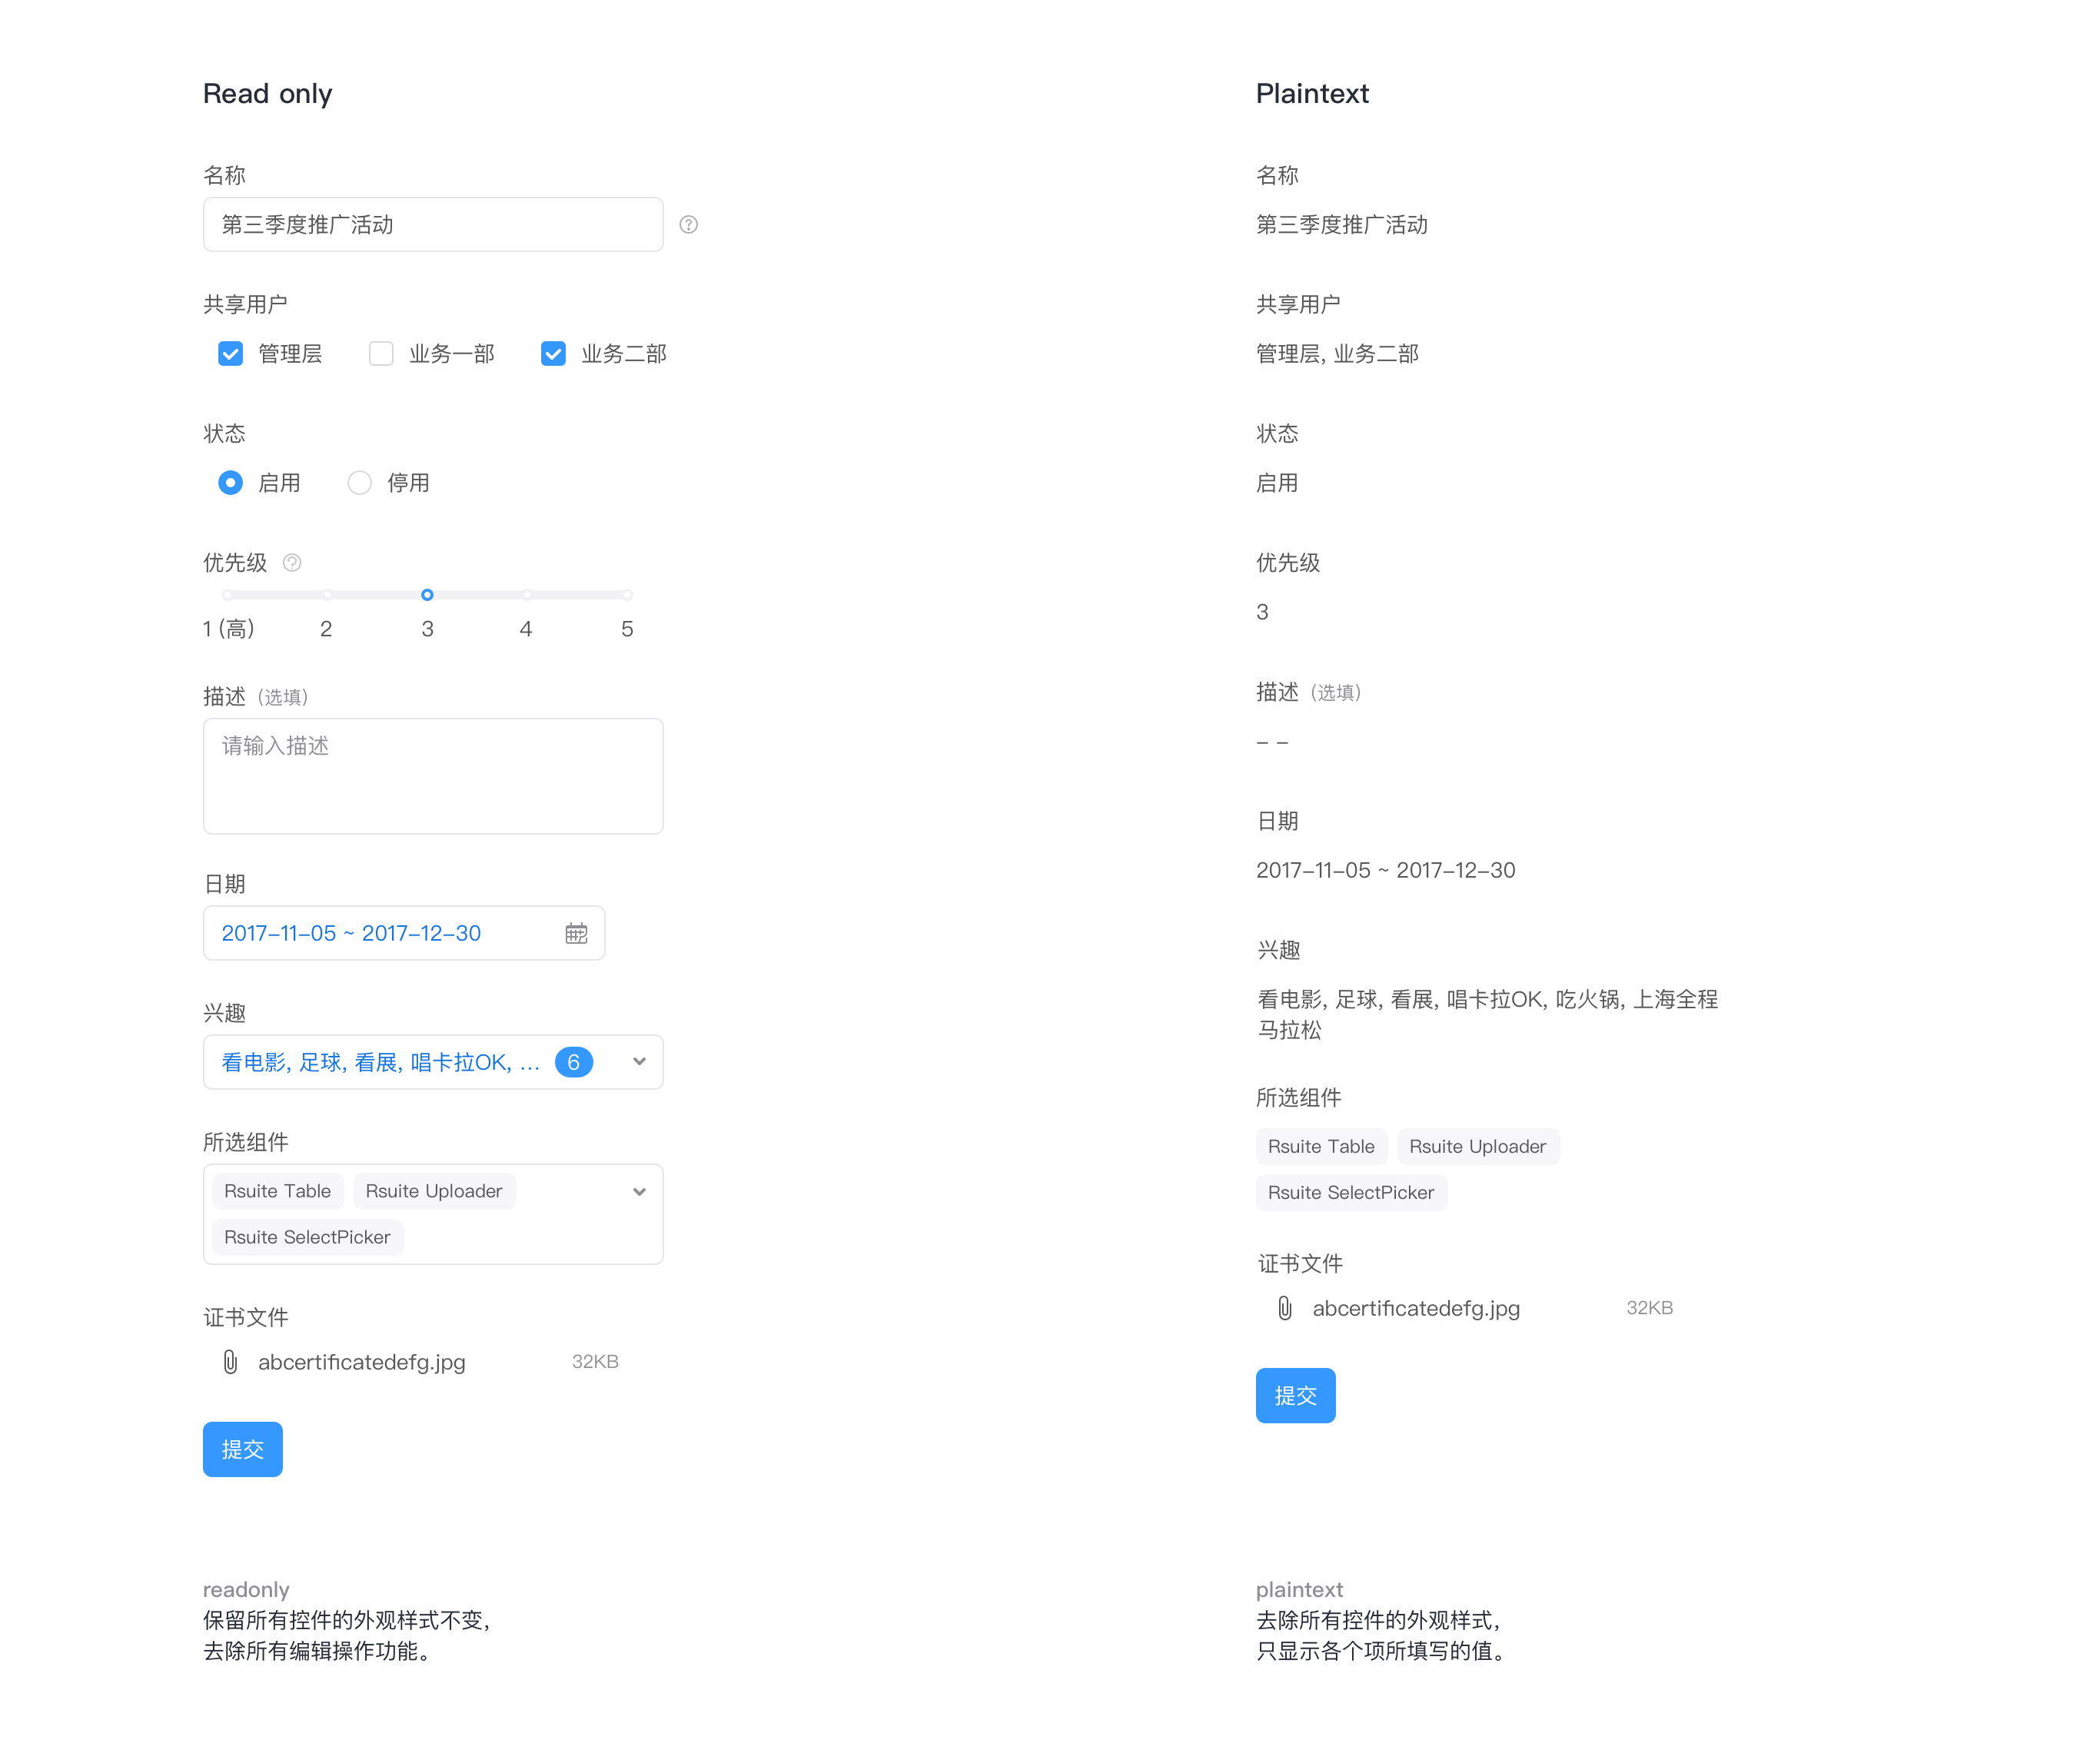 Read only
名称
第三季度推广活动
共享用户
管理层 业务一部 业务二部
状态
启用 停用
优先级
1 (高) 2 3 4 5
描述 (选填)
请输入描述
日期
2017-11-05 ~ 2017-12-30
兴趣
看电影, 足球, 看展, 唱卡拉OK, ... 6
所选组件
Rsuite Table Rsuite Uploader
Rsuite SelectPicker
证书文件
abcertificatedefg.jpg 32KB
提交
readonly
保留所有控件的外观样式不变,
去除所有编辑操作功能。
Plaintext
名称
第三季度推广活动
共享用户
管理层, 业务二部
状态
启用
优先级
3
描述 (选填)
- -
日期
2017-11-05 ~ 2017-12-30
兴趣
看电影, 足球, 看展, 唱卡拉OK, 吃火锅, 上海全程
马拉松
所选组件
Rsuite Table Rsuite Uploader
Rsuite SelectPicker
证书文件
abcertificatedefg.jpg 32KB
提交
plaintext
去除所有控件的外观样式,
只显示各个项所填写的值。